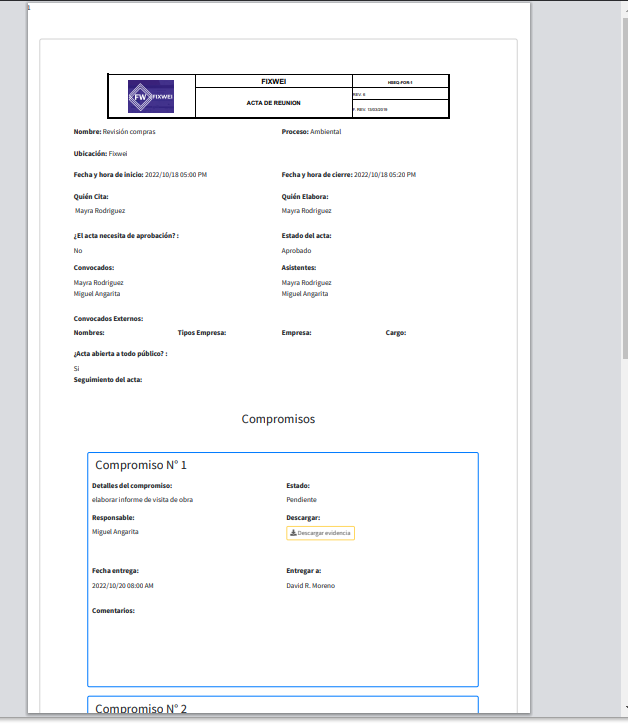 1
FW FIXWEI
FIXWEI
HSEQ-FOR-1
ACTA DE REUNION
REV: 8
Nombre: Revisión compras
Proceso: Ambiental
Ubicación: Fixwei
Fecha y hora de inicio: 2022/10/18 05:00 PM
Fecha y hora de cierre: 2022/10/18 05:20 PM
Quién Cita:
Quién Elabora:
Mayra Rodriguez
Mayra Rodriguez
¿El acta necesita de aprobación? :
Estado del acta:
No
Aprobado
Convocados:
Asistentes:
Mayra Rodriguez
Mayra Rodriguez
Miguel Angarita
Miguel Angarita
Convocados Externos:
Nombres:
Tipos Empresa:
Empresa:
Cargo:
¿Acta abierta a todo público? :
Si
Seguimiento del acta:
Compromisos
Compromiso N° 1
Detalles del compromiso:
Estado:
elaborar informe de visita de obra
Pendiente
Responsable:
Descargar:
Miguel Angarita
Descargar evidencia
Fecha entrega:
Entregar a:
2022/10/20 08:00 AM
David R. Moreno
Comentarios:
Compromiso N° 2